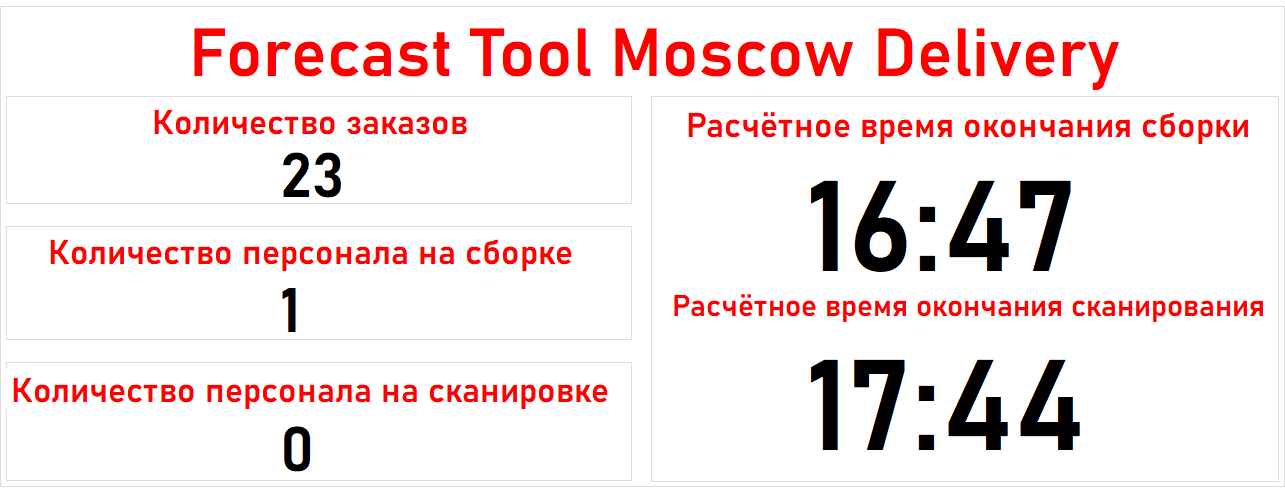 Forecast Tool Moscow Delivery
Количество заказов
23
Количество персонала на сборке
1
Количество персонала на сканировке
0
Расчётное время окончания сборки
16:47
Расчётное время окончания сканирования
17:44